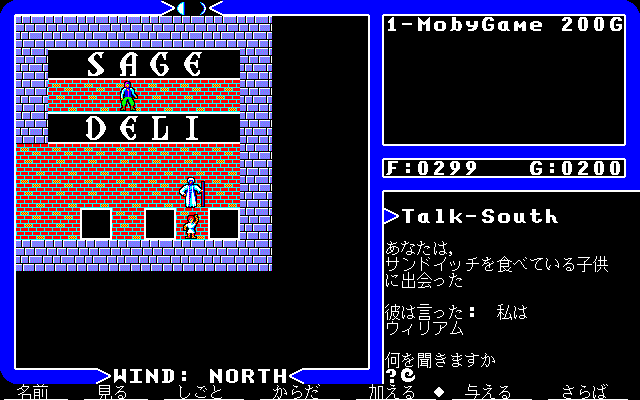 1-MobyGame 200G
SAGE
DELI
F:0299 G:0200
Talk-South
あなたは,
サンドイッチを食べている子供
に出会った
彼は言った: 私は
ウィリアム
何を聞きますか
?
WIND: NORTH
名前 見る しごと からだ 加える ◆ 与える さらば